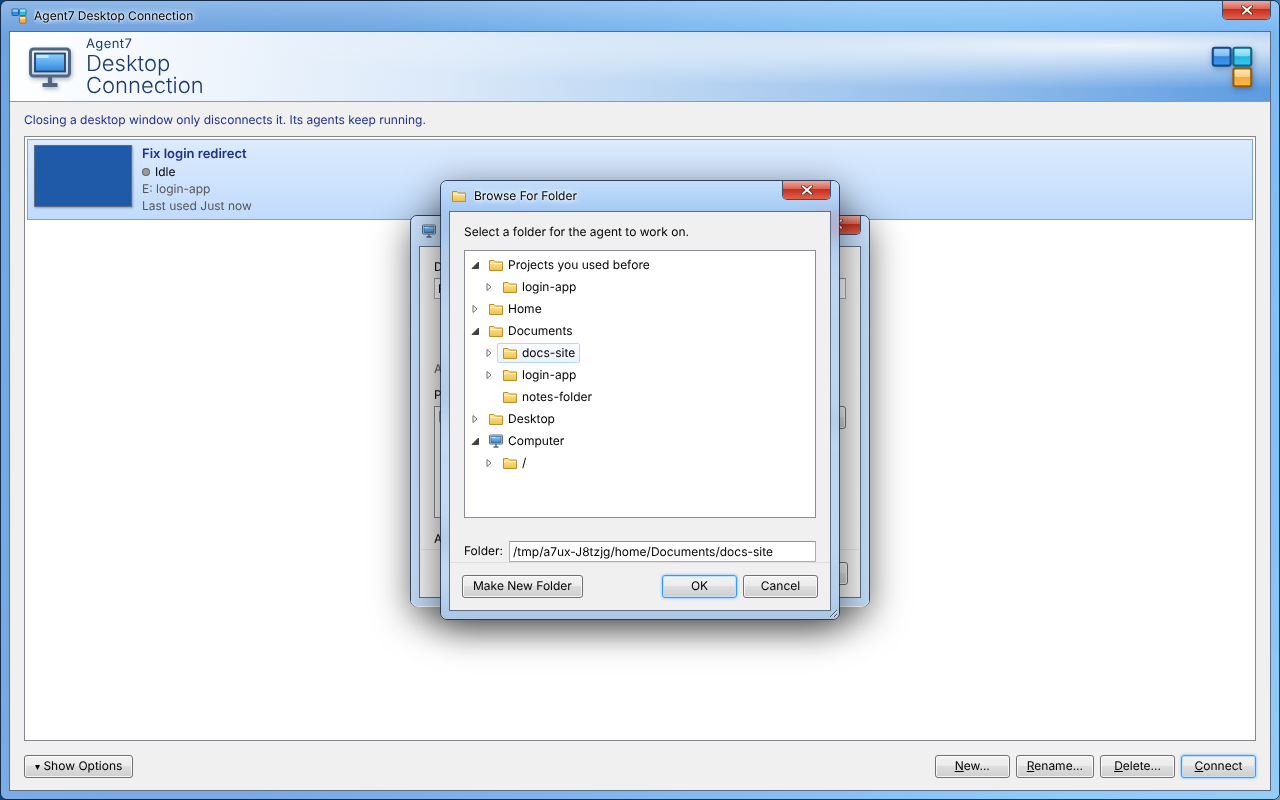 Agent7 Desktop Connection
Agent7
Desktop
Connection
Closing a desktop window only disconnects it. Its agents keep running.
Fix login redirect
Idle
E: login-app
Last used Just now
Browse For Folder
Select a folder for the agent to work on.
Projects you used before
login-app
Home
Documents
docs-site
login-app
notes-folder
Desktop
Computer
/
Folder: /tmp/a7ux-J8tzjg/home/Documents/docs-site
Make New Folder OK Cancel
Show Options New... Rename... Delete... Connect